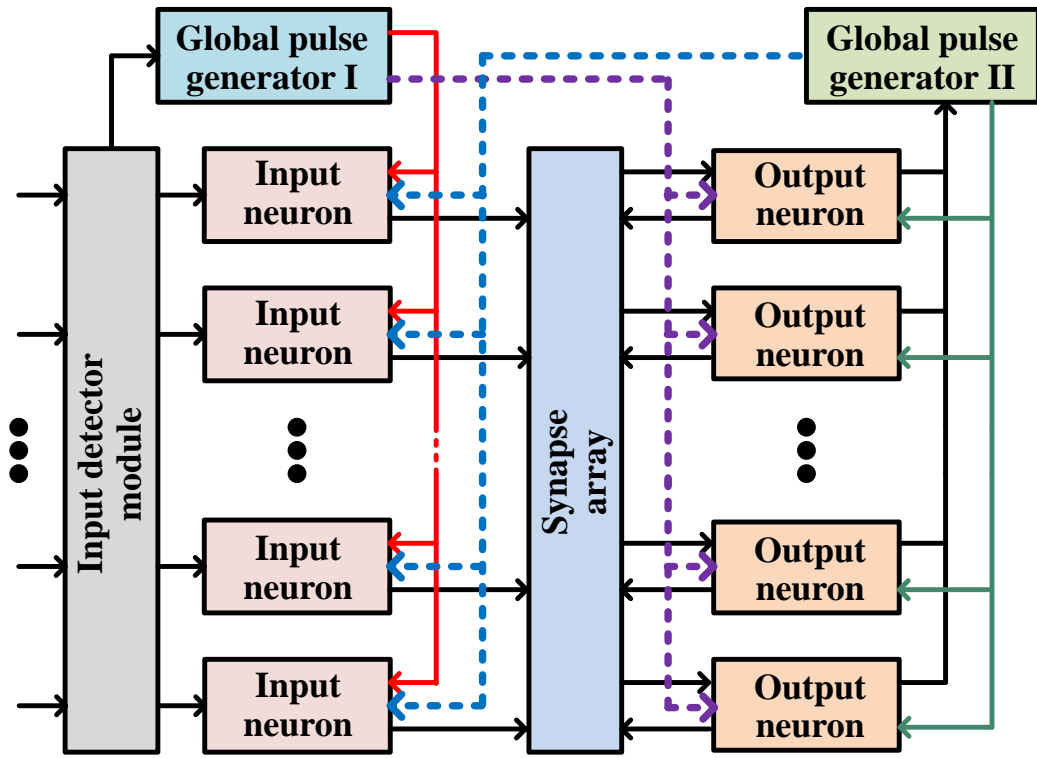 Global pulse
generator I
Global pulse
generator II
Input detector
module
Input
neuron
Input
neuron
Input
neuron
Input
neuron
Synapse
array
Output
neuron
Output
neuron
Output
neuron
Output
neuron